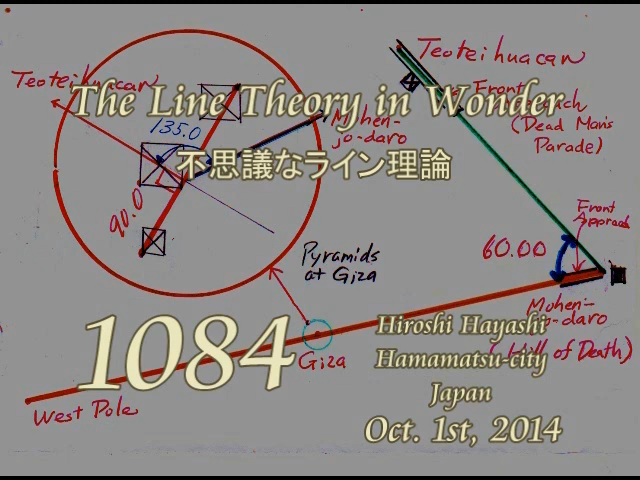 Teoteihuacan
Teoteihuacan
The Line Theory in Wonder
Front
(Dead Man's
Parade)
135.0
Mohen-
jo-daro
不思議なライン理論
90.0
Front
Approach
60.00
Pyramids
at Giza
Mohen-
jo-daro
(Hill of Death)
1084
Hiroshi Hayashi
Hamamatsu-city
Japan
Oct. 1st, 2014
Giza
West Pole